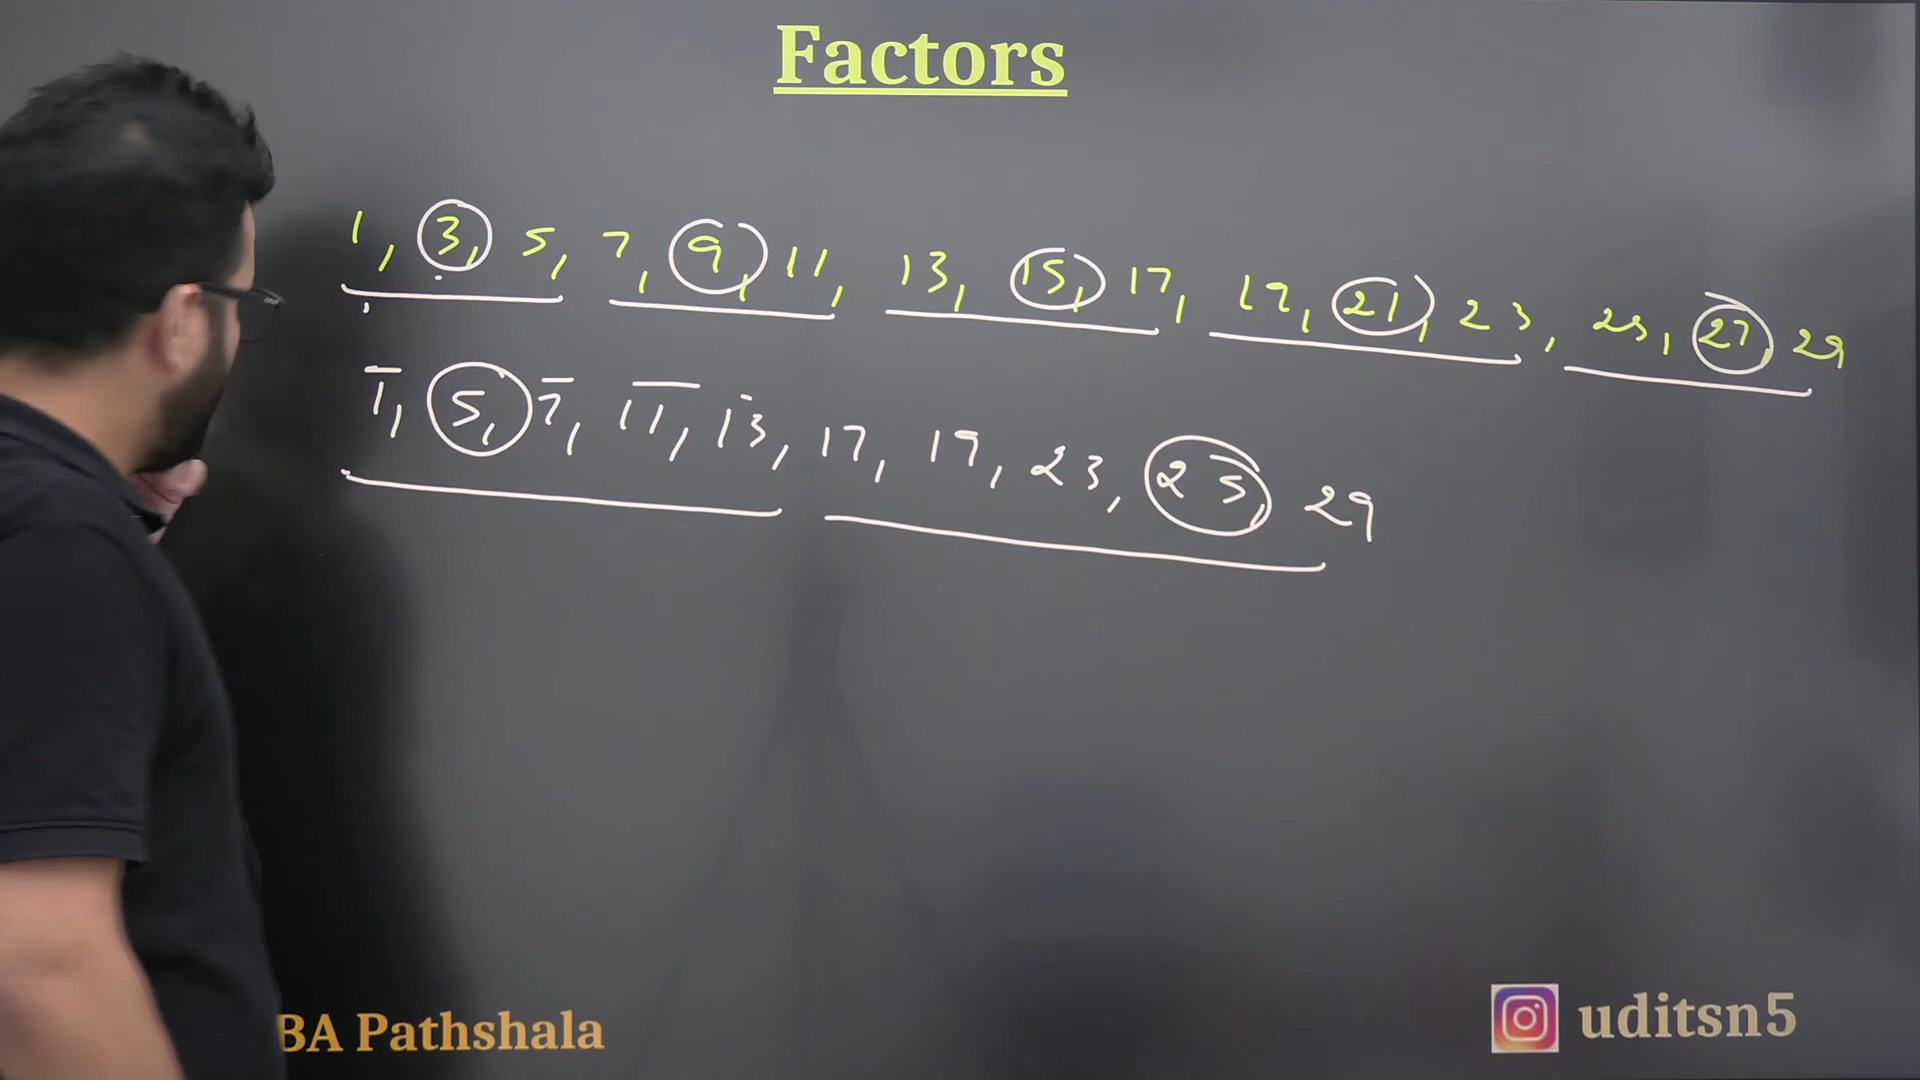 Factors
1, 3, 5, 7, 9, 11, 13, 15, 17, 19, 21, 23, 25, 27, 29
1, 5, 7, 11, 13, 17, 19, 23, 25, 29
BA Pathshala
uditsn5